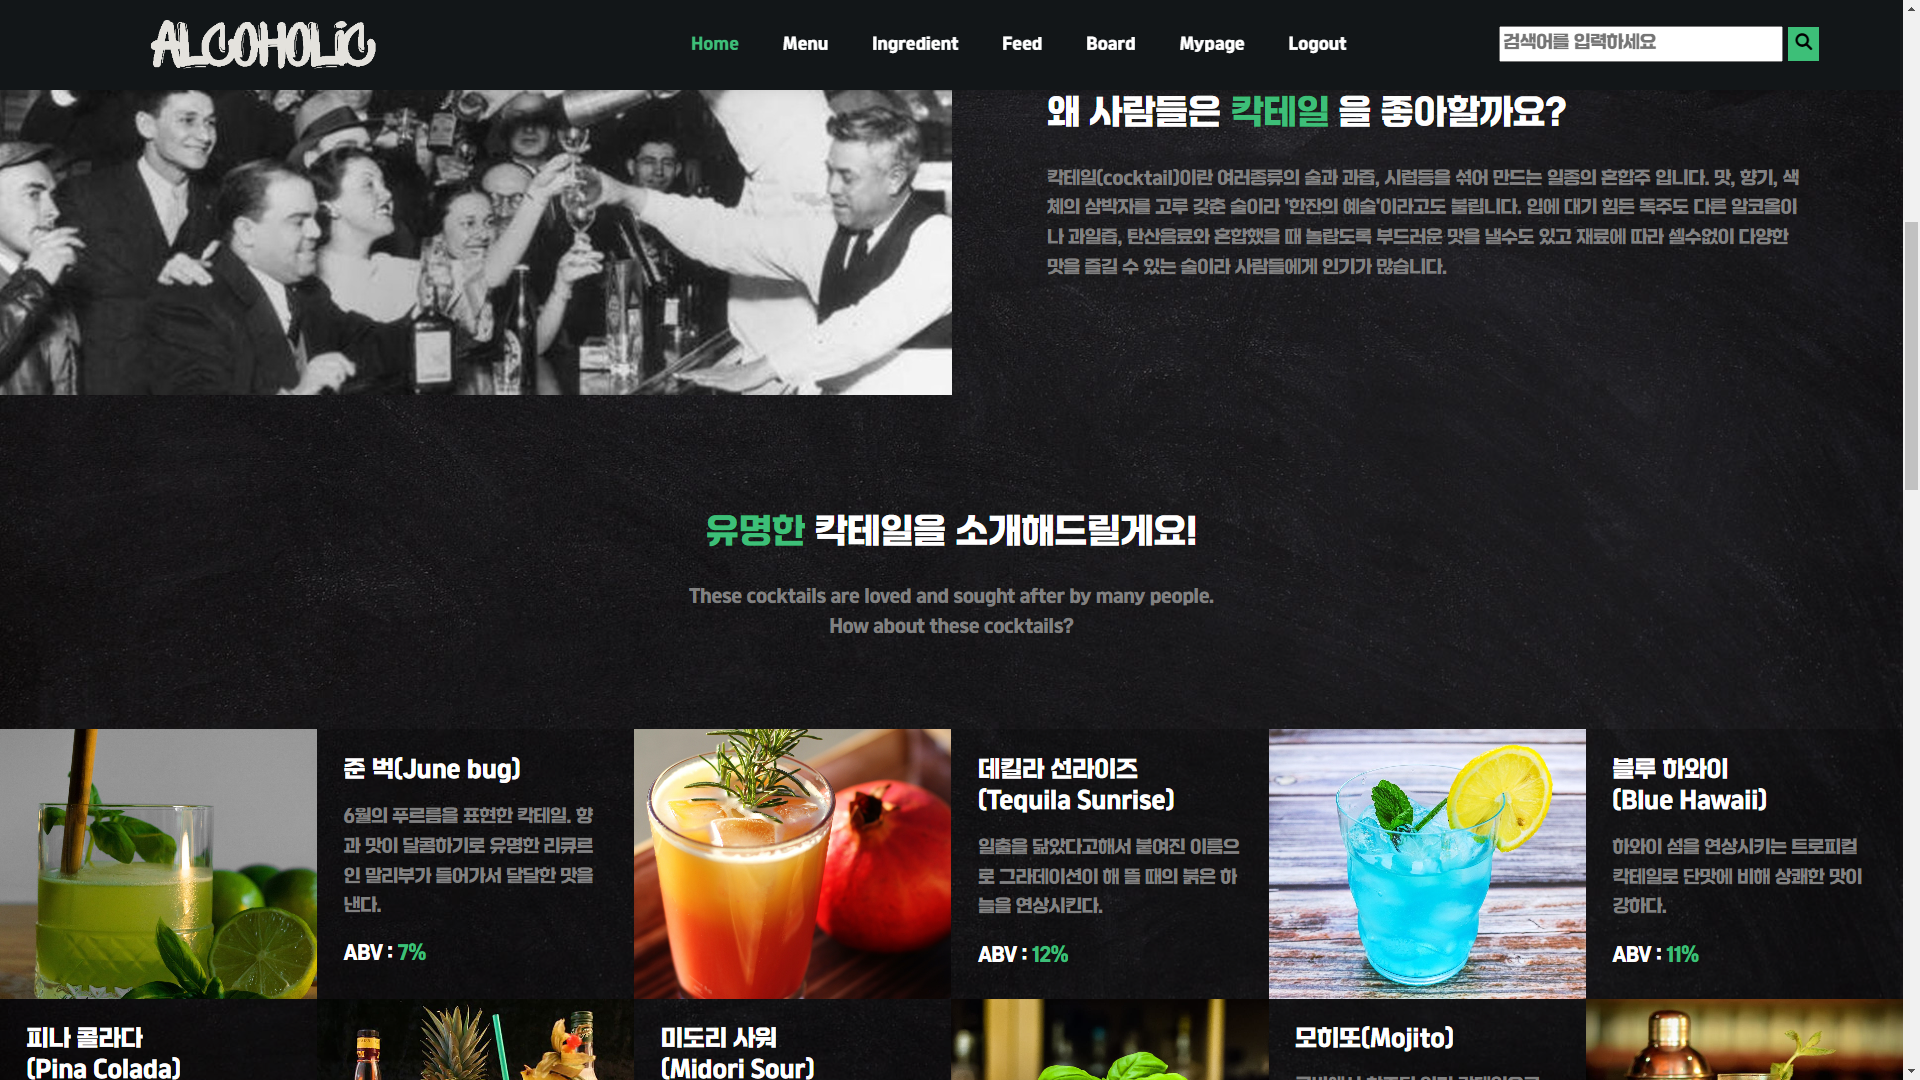 ALCOHOLiC
Home Menu Ingredient Feed Board Mypage Logout
검색어를 입력하세요
왜 사람들은 칵테일 을 좋아할까요?
칵테일(cocktail)이란 여러종류의 술과 과즙, 시럽등을 섞어 만드는 일종의 혼합주 입니다. 맛, 향기, 색
체의 삼박자를 고루 갖춘 술이라 '한잔의 예술'이라고도 불립니다. 입에 대기 힘든 독주도 다른 알코올이
나 과일즙, 탄산음료와 혼합했을 때 놀랍도록 부드러운 맛을 낼수도 있고 재료에 따라 셀수없이 다양한
맛을 즐길 수 있는 술이라 사람들에게 인기가 많습니다.
유명한 칵테일을 소개해드릴게요!
These cocktails are loved and sought after by many people.
How about these cocktails?
준 벅(June bug)
6월의 푸르름을 표현한 칵테일. 향
과 맛이 달콤하기로 유명한 리큐르
인 말리부가 들어가서 달달한 맛을
낸다.
ABV : 7%
데킬라 선라이즈
(Tequila Sunrise)
일출을 닮았다고해서 붙여진 이름으
로 그라데이션이 해 뜰 때의 붉은 하
늘을 연상시킨다.
ABV : 12%
블루 하와이
(Blue Hawaii)
하와이 섬을 연상시키는 트로피컬
칵테일로 단맛에 비해 상쾌한 맛이
강하다.
ABV : 11%
피나 콜라다
(Pina Colada)
미도리 사워
(Midori Sour)
모히또(Mojito)